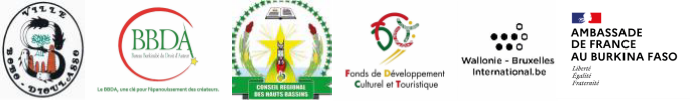 VILLE
BOBO - DIOULASSO
BBDA
Bureau Burkinabè du Droit d'Auteur
Le BBDA, une clé pour l'épanouissement des créateurs.
CONSEIL REGIONAL
DES HAUTS-BASSINS
Fonds de Développement
Culturel et Touristique
Wallonie - Bruxelles
International.be
AMBASSADE
DE FRANCE
AU BURKINA FASO
Liberté
Égalité
Fraternité